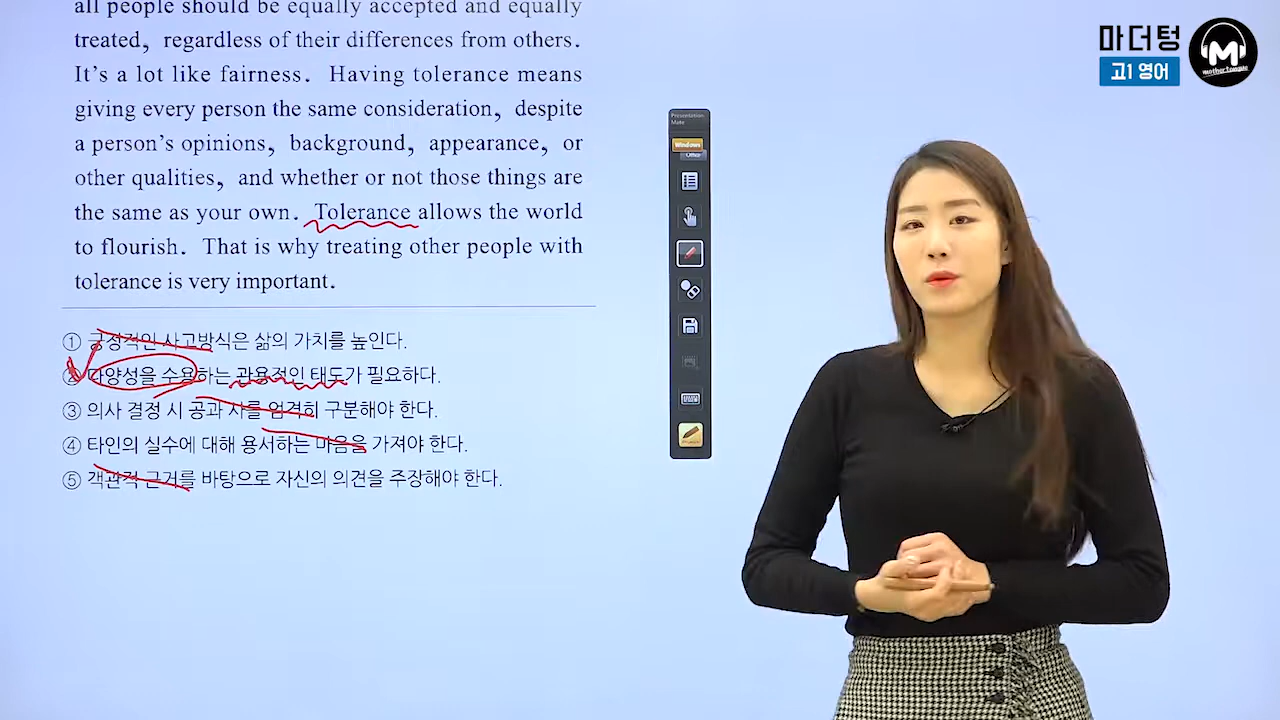 all people should be equally accepted and equally
treated, regardless of their differences from others.
It's a lot like fairness. Having tolerance means
giving every person the same consideration, despite
a person's opinions, background, appearance, or
other qualities, and whether or not those things are
the same as your own. Tolerance allows the world
to flourish. That is why treating other people with
tolerance is very important.
① 긍정적인 사고방식은 삶의 가치를 높인다.
② 다양성을 수용하는 관용적인 태도가 필요하다.
③ 의사 결정 시 공과 사를 엄격히 구분해야 한다.
④ 타인의 실수에 대해 용서하는 마음을 가져야 한다.
⑤ 객관적 근거를 바탕으로 자신의 의견을 주장해야 한다.
Presentation
Mate
Windows
Office
마더텅
고1 영어
M
mothertongue